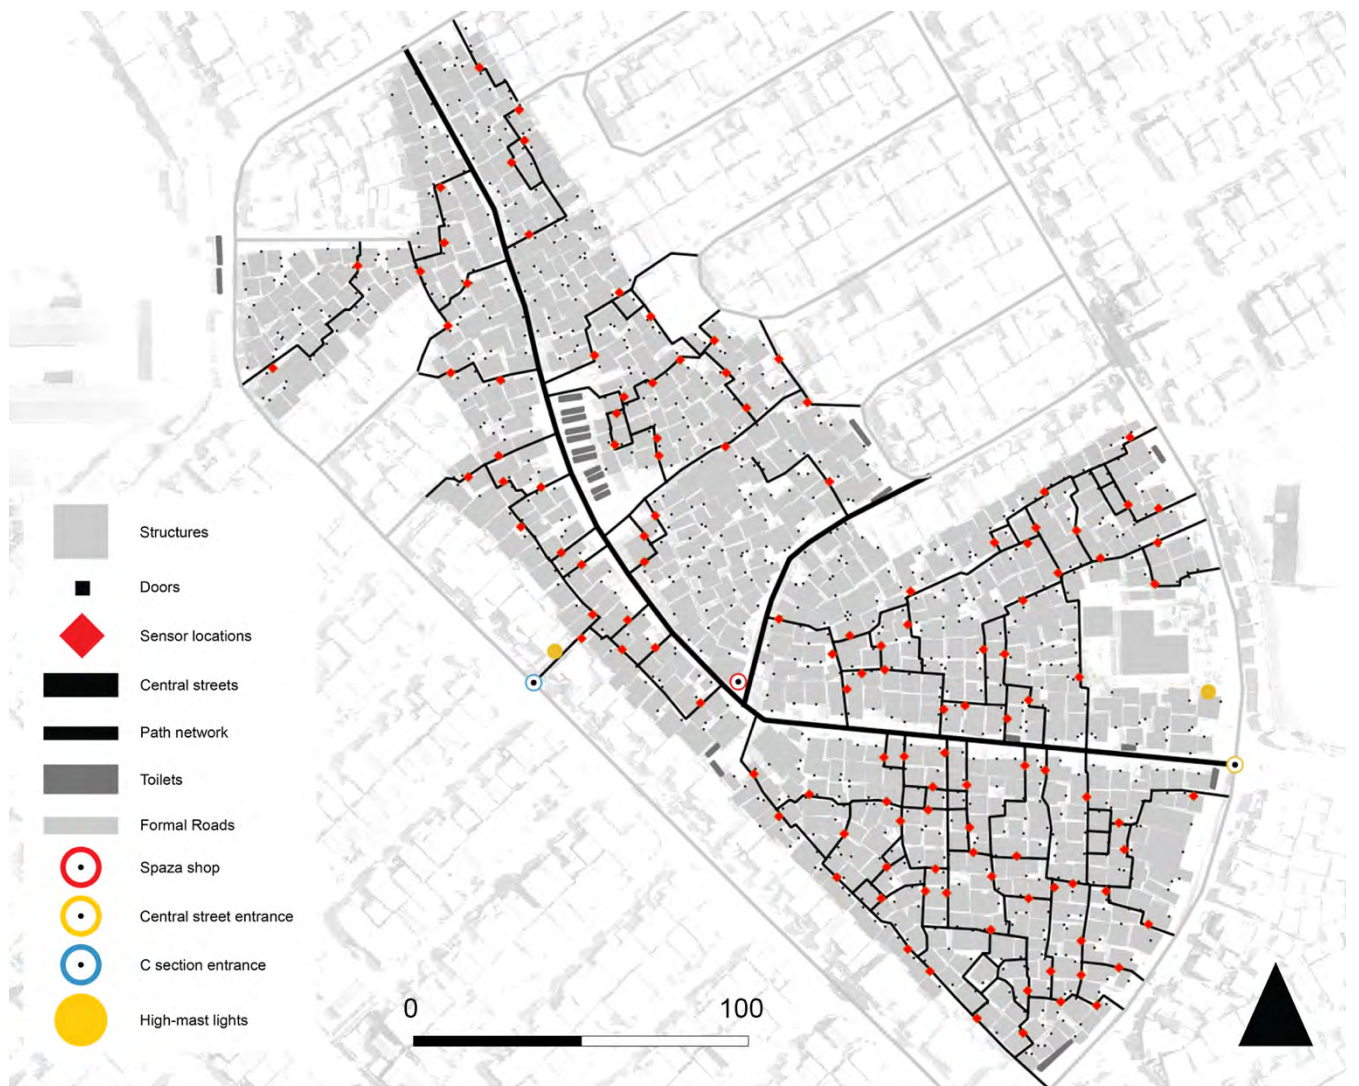 Structures
Doors
Sensor locations
Central streets
Path network
Toilets
Formal Roads
Spaza shop
Central street entrance
C section entrance
High-mast lights
0 100